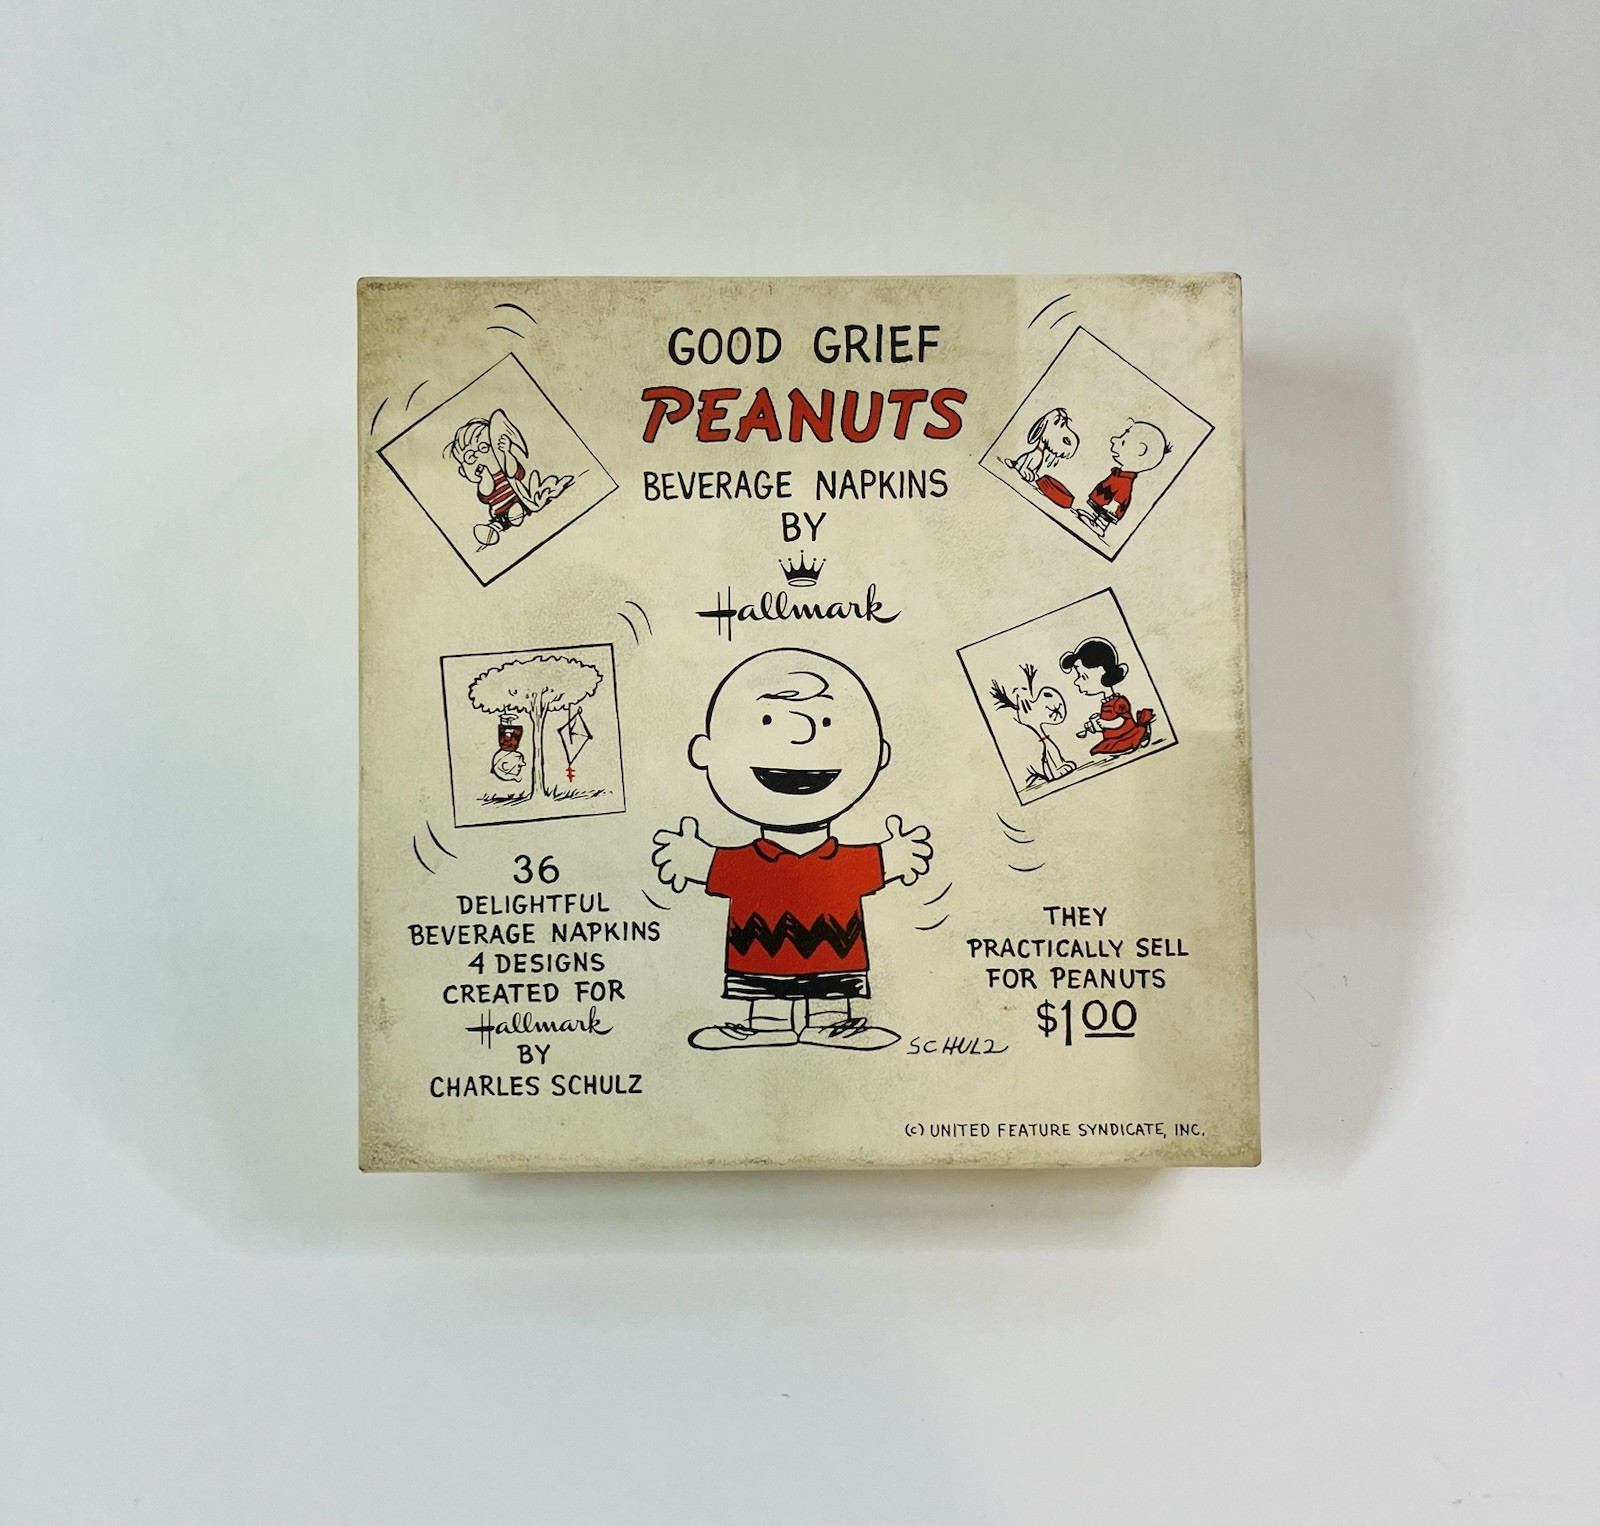 GOOD GRIEF
PEANUTS
BEVERAGE NAPKINS
BY
Hallmark
36
DELIGHTFUL
BEVERAGE NAPKINS
4 DESIGNS
CREATED FOR
Hallmark
BY
CHARLES SCHULZ
THEY
PRACTICALLY SELL
FOR PEANUTS
$1.00
SCHULZ
(c) UNITED FEATURE SYNDICATE, INC.